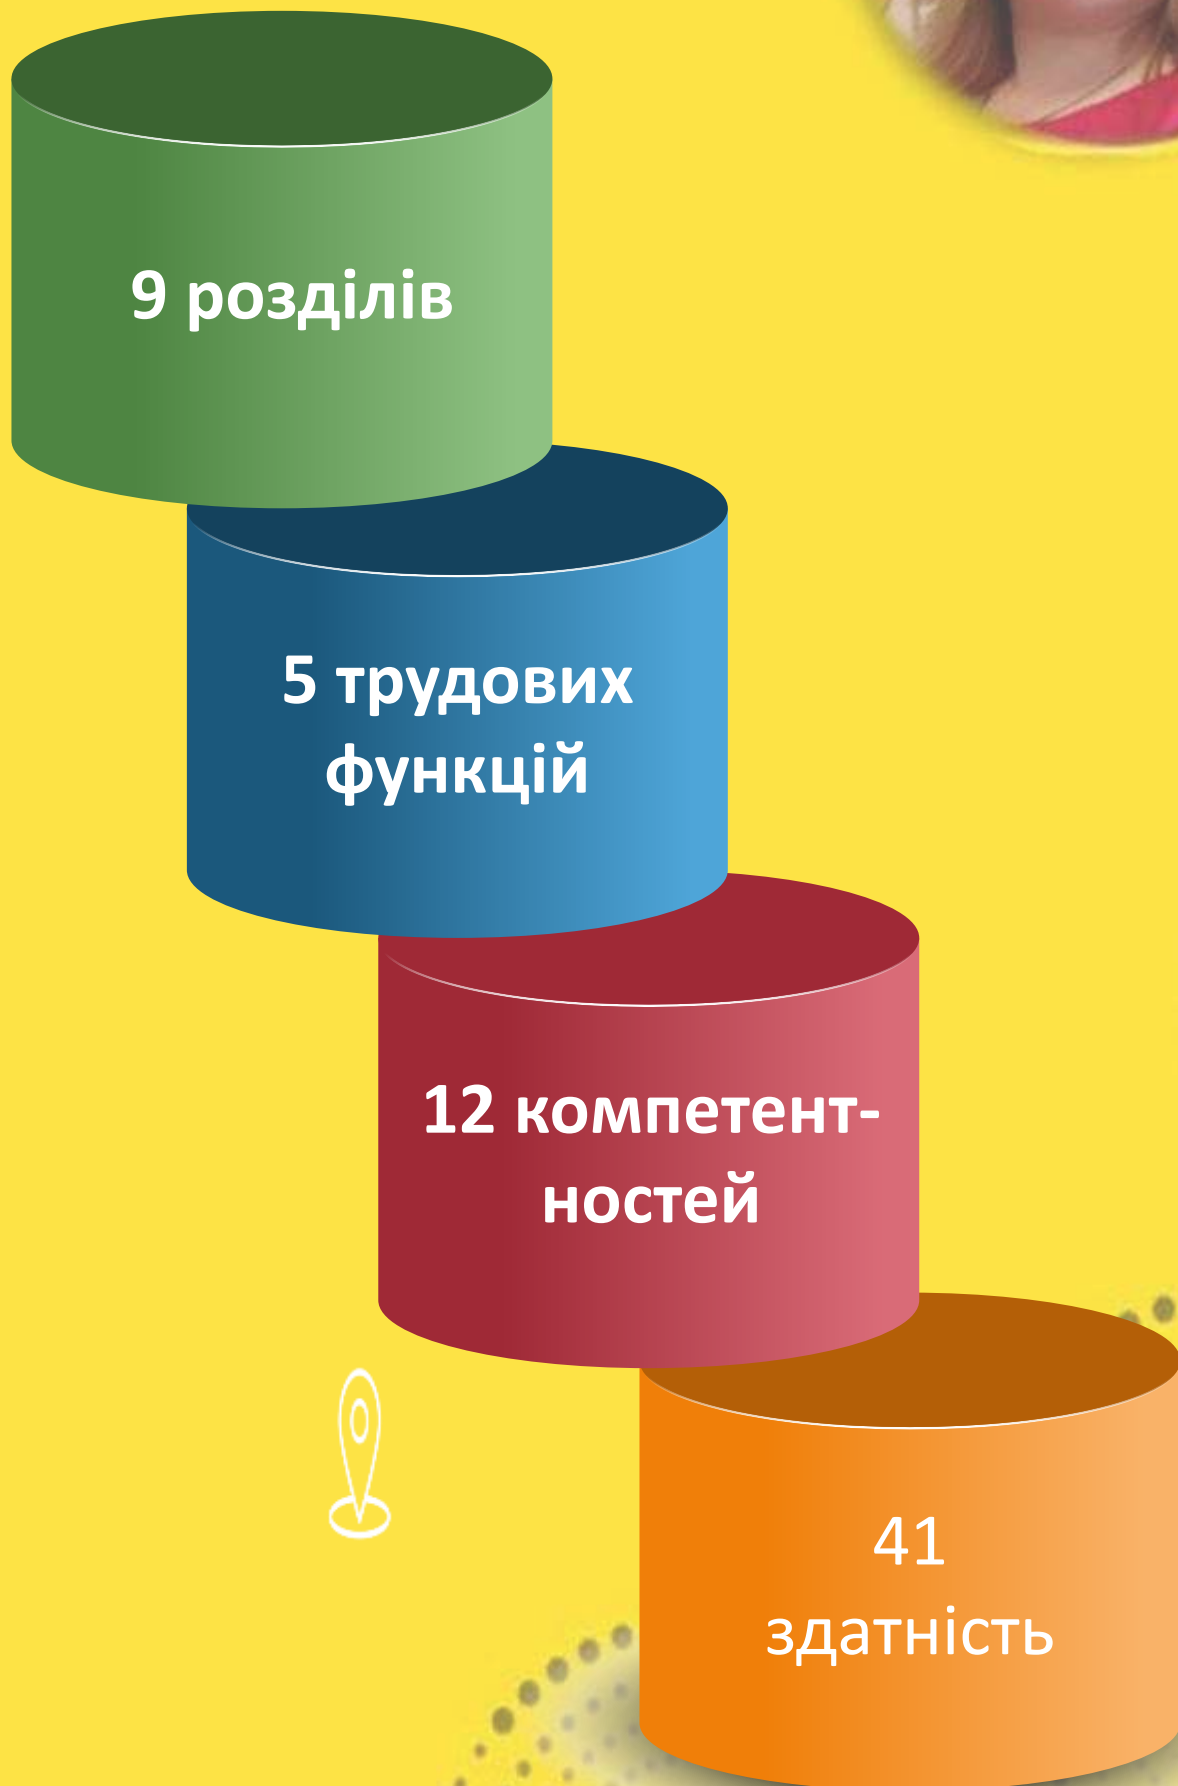 9 розділів
5 трудових
функцій
12 компетент-
ностей
41
здатність